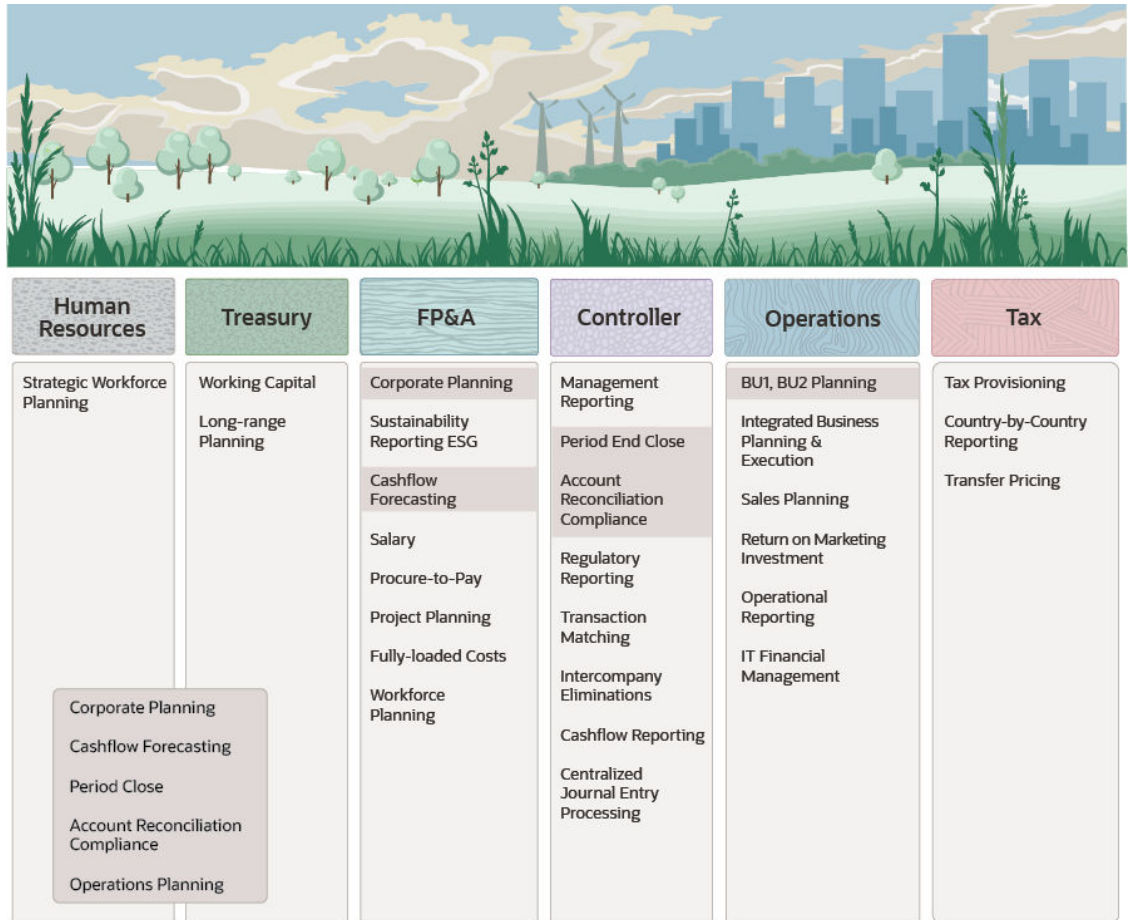 Human
Resources
Treasury
FP&A
Controller
Operations
Tax
Strategic Workforce
Planning
Working Capital
Long-range
Planning
Corporate Planning
Sustainability
Reporting ESG
Cashflow
Forecasting
Salary
Procure-to-Pay
Project Planning
Fully-loaded Costs
Workforce
Planning
Management
Reporting
Period End Close
Account
Reconciliation
Compliance
Regulatory
Reporting
Transaction
Matching
Intercompany
Eliminations
Cashflow Reporting
Centralized
Journal Entry
Processing
BU1, BU2 Planning
Integrated Business
Planning &
Execution
Sales Planning
Return on Marketing
Investment
Operational
Reporting
IT Financial
Management
Tax Provisioning
Country-by-Country
Reporting
Transfer Pricing
Corporate Planning
Cashflow Forecasting
Period Close
Account Reconciliation
Compliance
Operations Planning